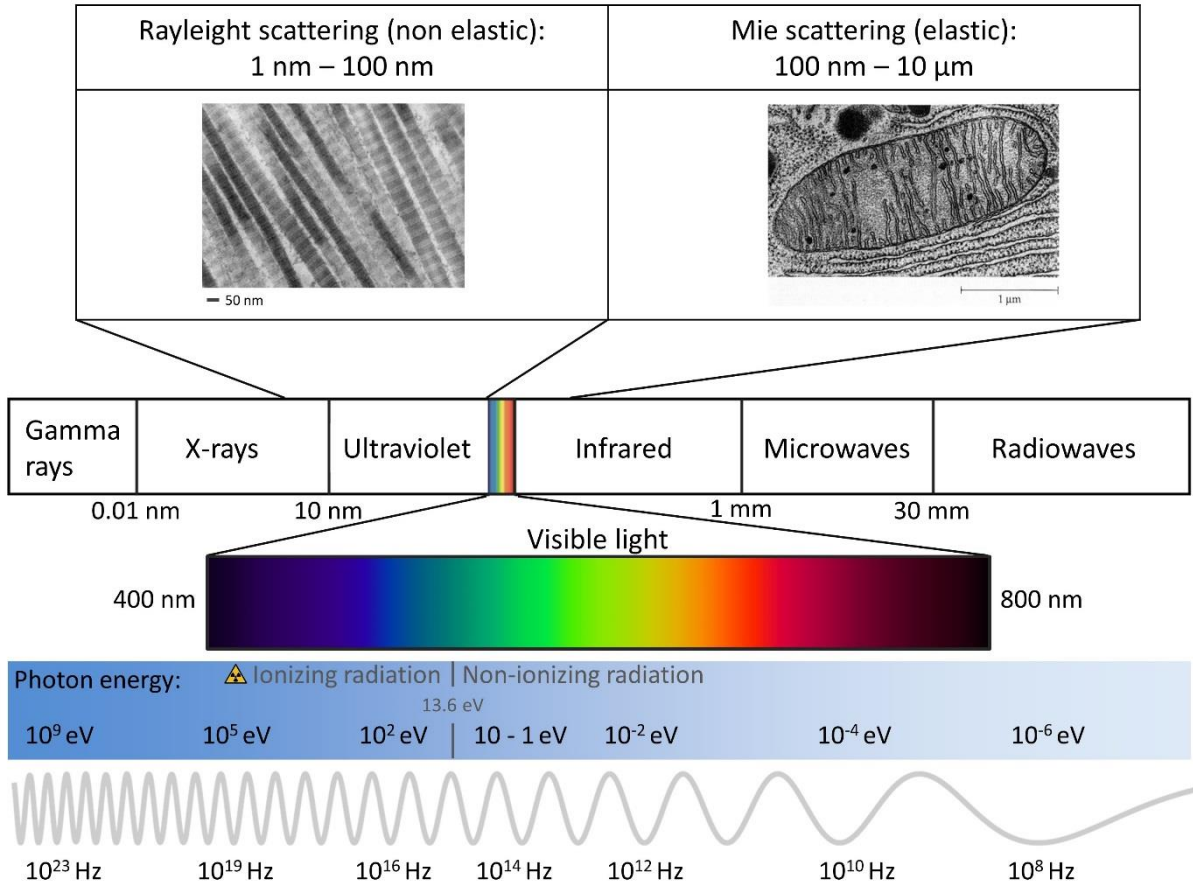 Rayleight scattering (non elastic):
1 nm – 100 nm
Mie scattering (elastic):
100 nm – 10 µm
50 nm
1 µm
Gamma
rays
X-rays
Ultraviolet
Infrared
Microwaves
Radiowaves
0.01 nm
10 nm
1 mm
30 mm
Visible light
400 nm
800 nm
Photon energy:
Ionizing radiation | Non-ionizing radiation
13.6 eV
10⁹ eV
10⁵ eV
10² eV
10 - 1 eV
10⁻² eV
10⁻⁴ eV
10⁻⁶ eV
10²³ Hz
10¹⁹ Hz
10¹⁶ Hz
10¹⁴ Hz
10¹² Hz
10¹⁰ Hz
10⁸ Hz